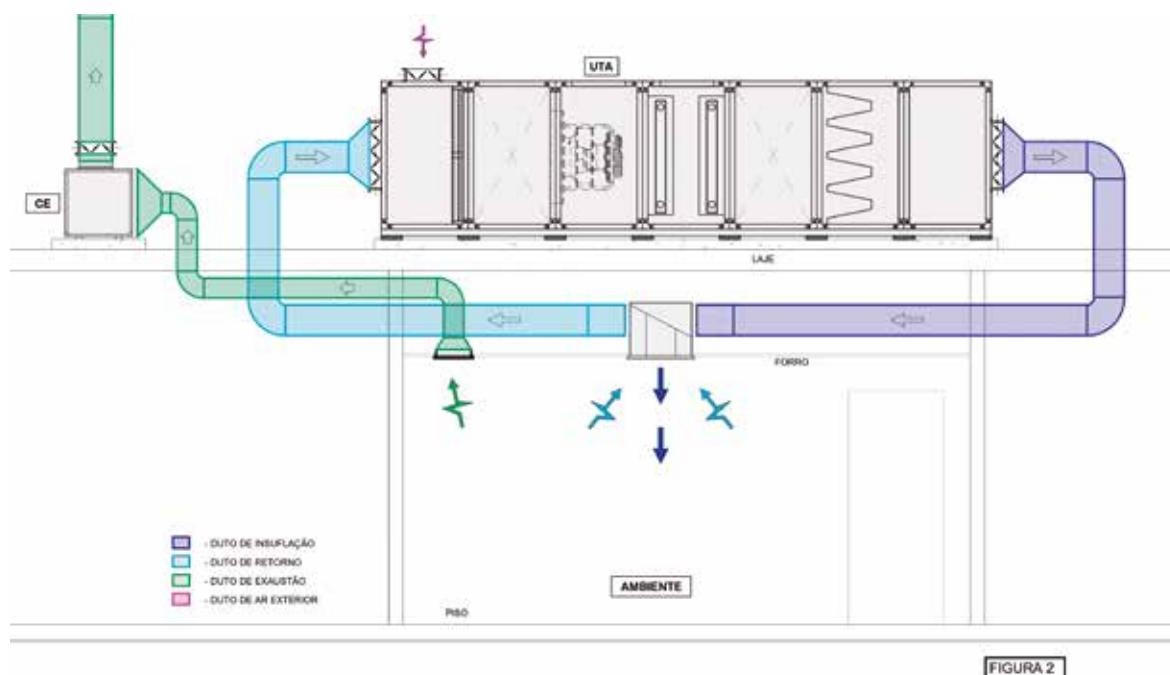 UTA
CE
LAJE
FORRO
- DUTO DE INSUFLAÇÃO
- DUTO DE RETORNO
- DUTO DE EXAUSTÃO
- DUTO DE AR EXTERIOR
AMBIENTE
PISO
FIGURA 2